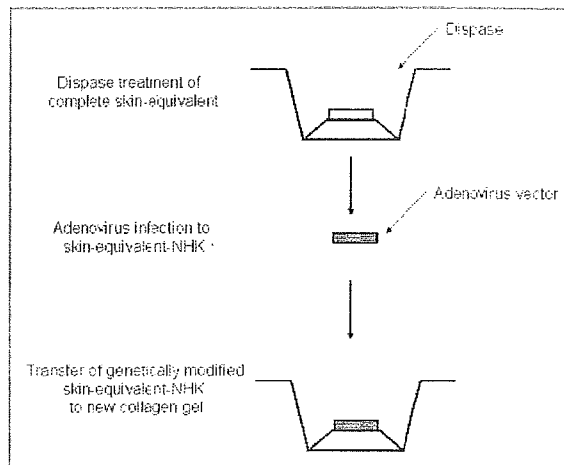 Dispase
Dispase treatment of
complete skin-equivalent
Adenovirus vector
Adenovirus infection to
skin-equivalent-NHK
Transfer of genetically modified
skin-equivalent-NHK
to new collagen gel